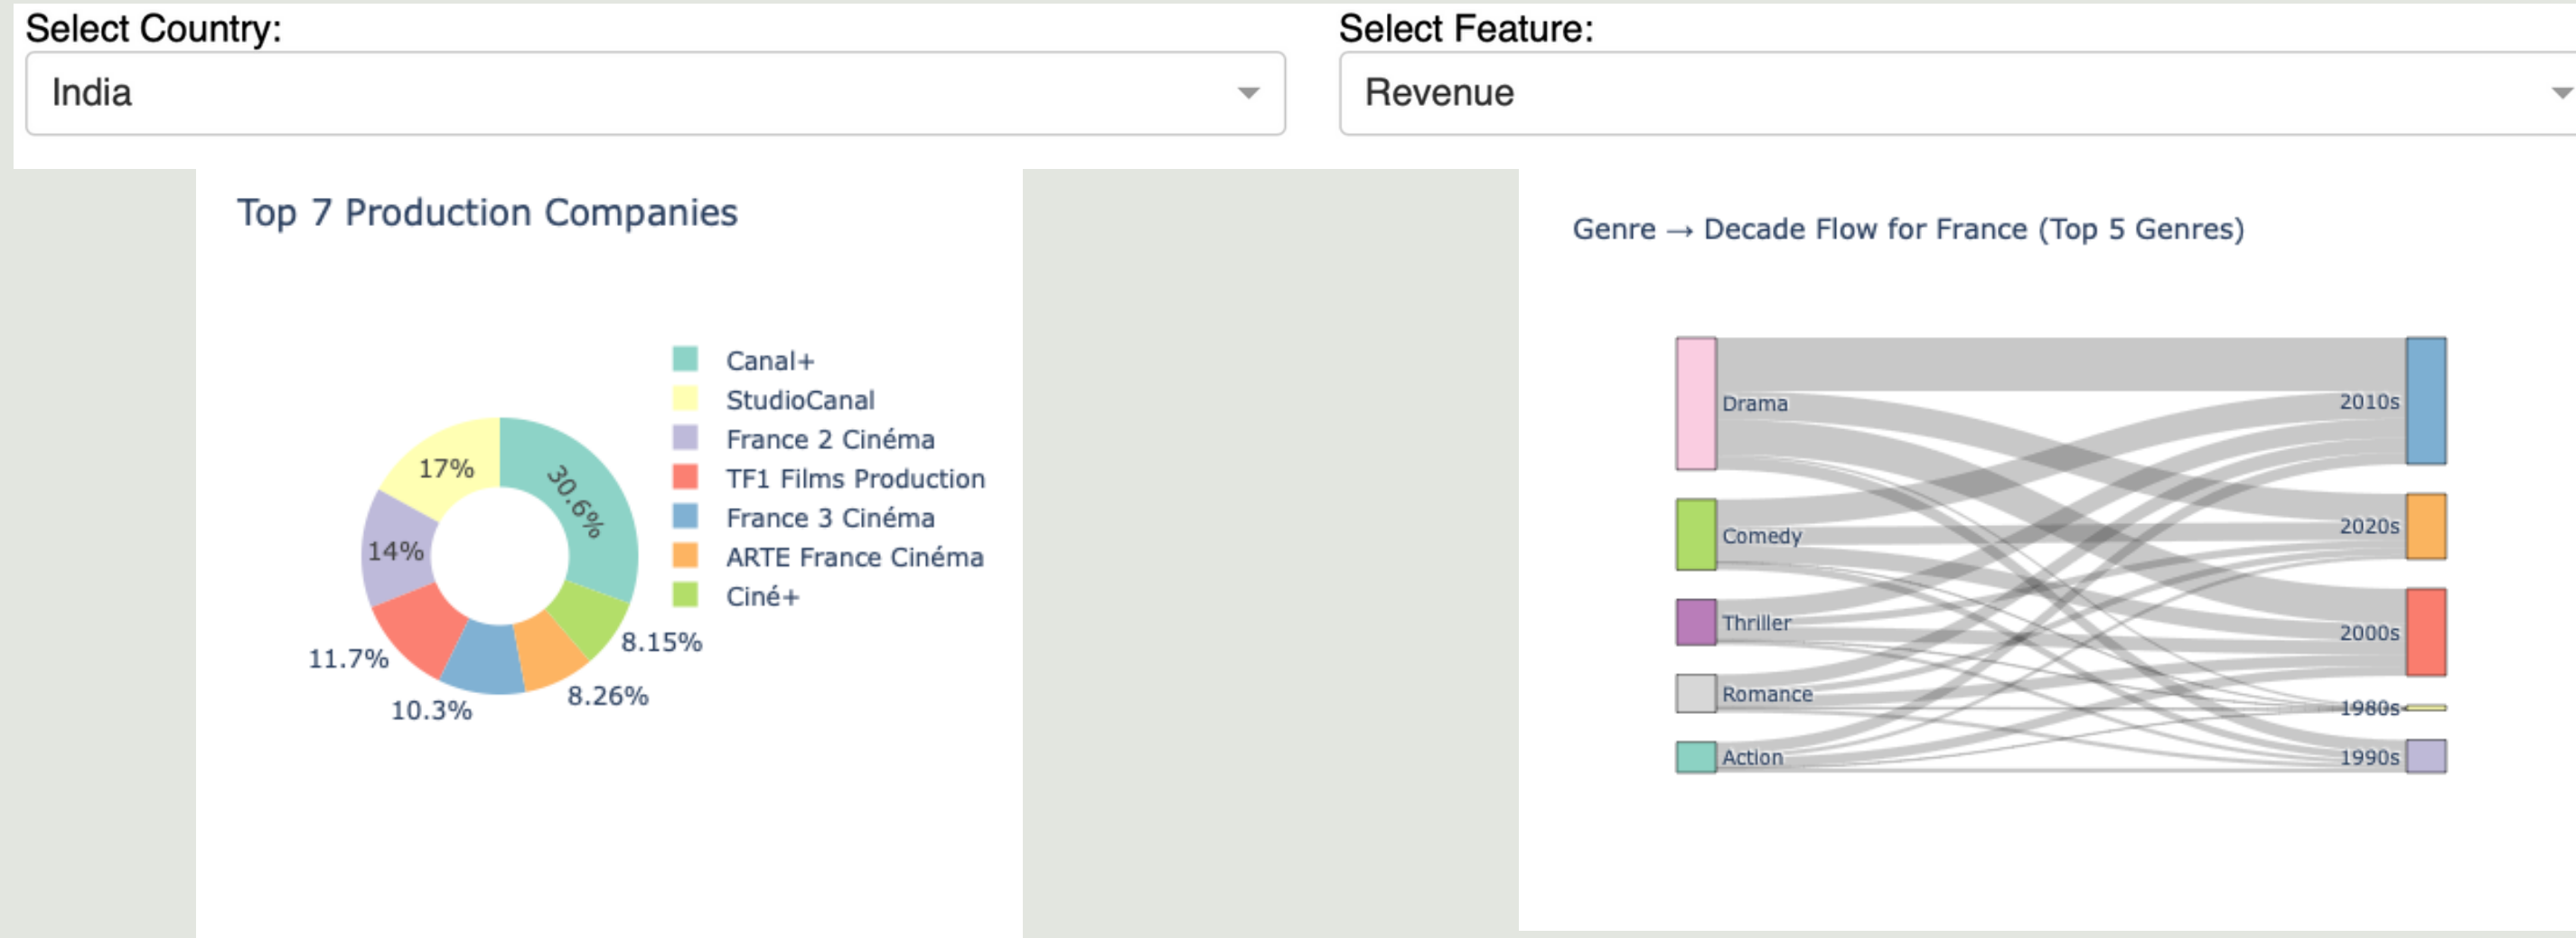 Select Country:
India
Select Feature:
Revenue
Top 7 Production Companies
Canal+
StudioCanal
France 2 Cinéma
TF1 Films Production
France 3 Cinéma
ARTE France Cinéma
Ciné+
30.6%
17%
14%
11.7%
10.3%
8.26%
8.15%
Genre → Decade Flow for France (Top 5 Genres)
Drama
Comedy
Thriller
Romance
Action
2010s
2020s
2000s
1980s
1990s